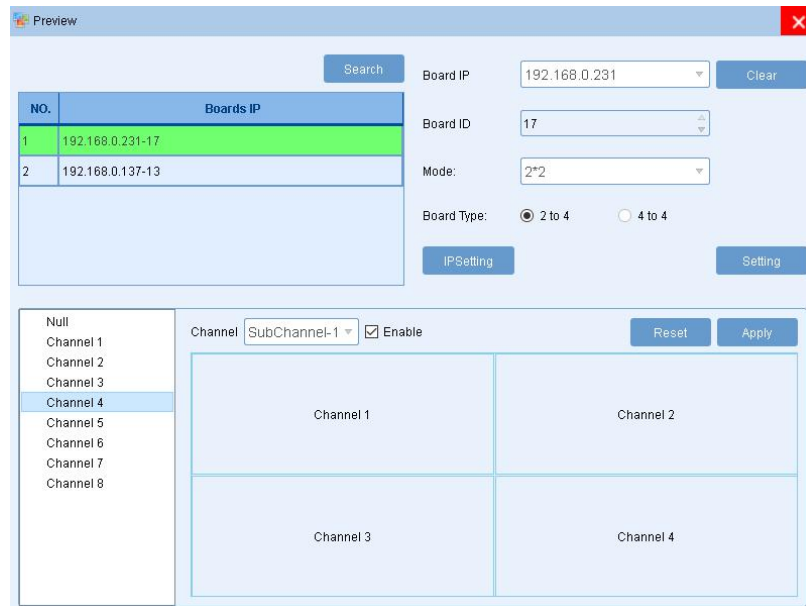 Preview
Search
Board IP 192.168.0.231 Clear
NO. Boards IP
1 192.168.0.231-17
2 192.168.0.137-13
Board ID 17
Mode: 2*2
Board Type: 2 to 4 4 to 4
IPSetting Setting
Null
Channel 1
Channel 2
Channel 3
Channel 4
Channel 5
Channel 6
Channel 7
Channel 8
Channel SubChannel-1 Enable Reset Apply
Channel 1 Channel 2
Channel 3 Channel 4